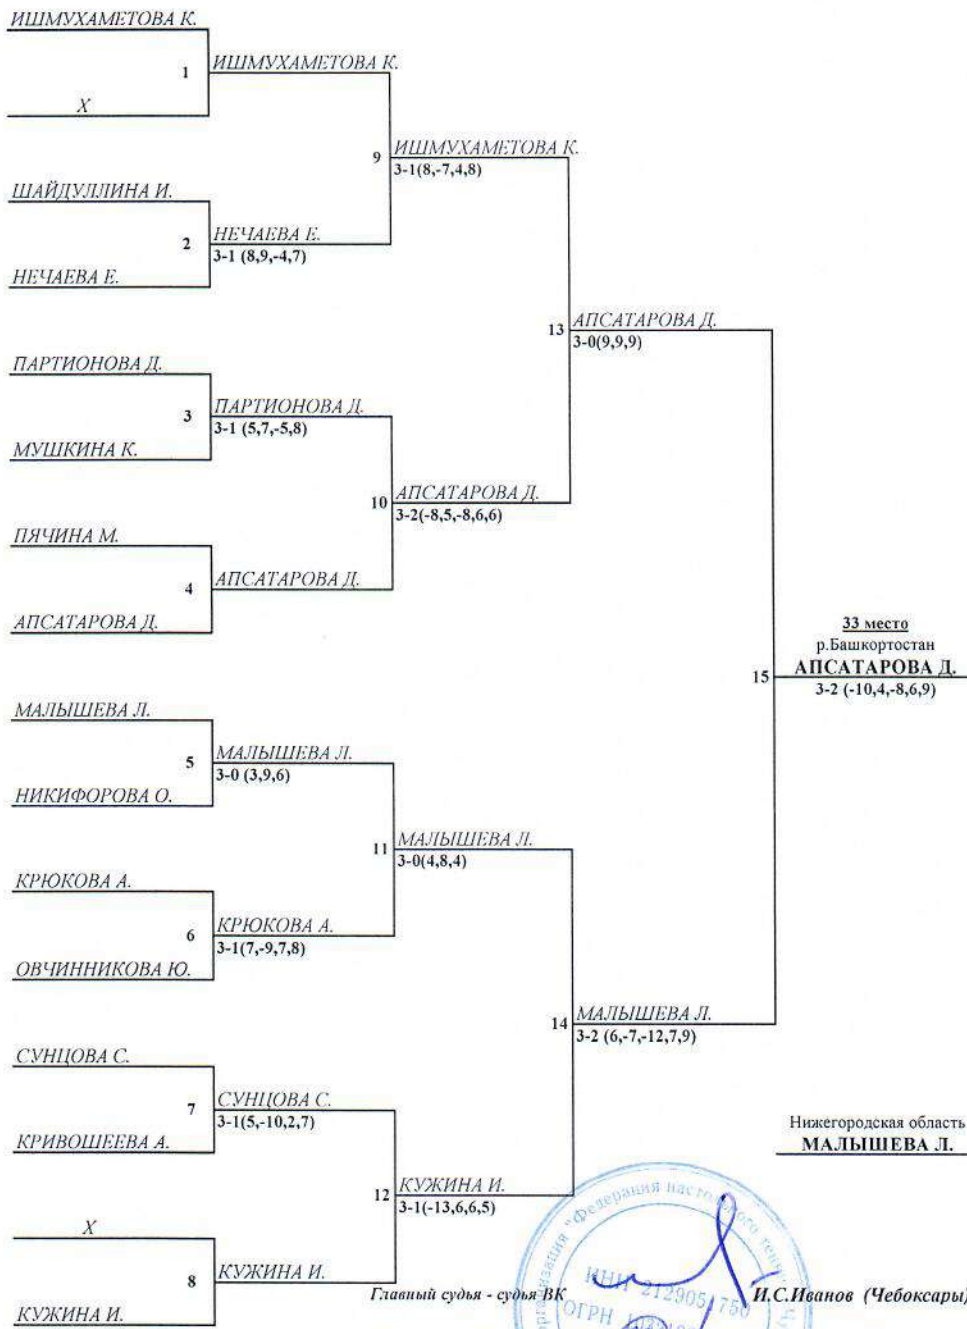 ИШМУХАМЕТОВА К.
1 ИШМУХАМЕТОВА К.
X
9 ИШМУХАМЕТОВА К.
3-1(8,-7,4,8)
ШАЙДУЛЛИНА И.
2 НЕЧАЕВА Е.
3-1 (8,9,-4,7)
НЕЧАЕВА Е.
13 АПСАТАРОВА Д.
3-0(9,9,9)
ПАРТИОНОВА Д.
3 ПАРТИОНОВА Д.
3-1 (5,7,-5,8)
МУШКИНА К.
10 АПСАТАРОВА Д.
3-2(-8,5,-8,6,6)
ПЯЧИНА М.
4 АПСАТАРОВА Д.
АПСАТАРОВА Д.
33 место
р.Башкортостан
15 АПСАТАРОВА Д.
3-2 (-10,4,-8,6,9)
МАЛЫШЕВА Л.
5 МАЛЫШЕВА Л.
3-0 (3,9,6)
НИКИФОРОВА О.
11 МАЛЫШЕВА Л.
3-0(4,8,4)
КРЮКОВА А.
6 КРЮКОВА А.
3-1(7,-9,7,8)
ОВЧИННИКОВА Ю.
14 МАЛЫШЕВА Л.
3-2 (6,-7,-12,7,9)
СУНЦОВА С.
7 СУНЦОВА С.
3-1(5,-10,2,7)
КРИВОШЕЕВА А.
Нижегородская область
МАЛЫШЕВА Л.
12 КУЖИНА И.
3-1(-13,6,6,5)
X
8 КУЖИНА И.
КУЖИНА И.
Главный судья - судья ВК И.С.Иванов (Чебоксары)
"Федерация настольного
ИНН 2129051750
ОГРН